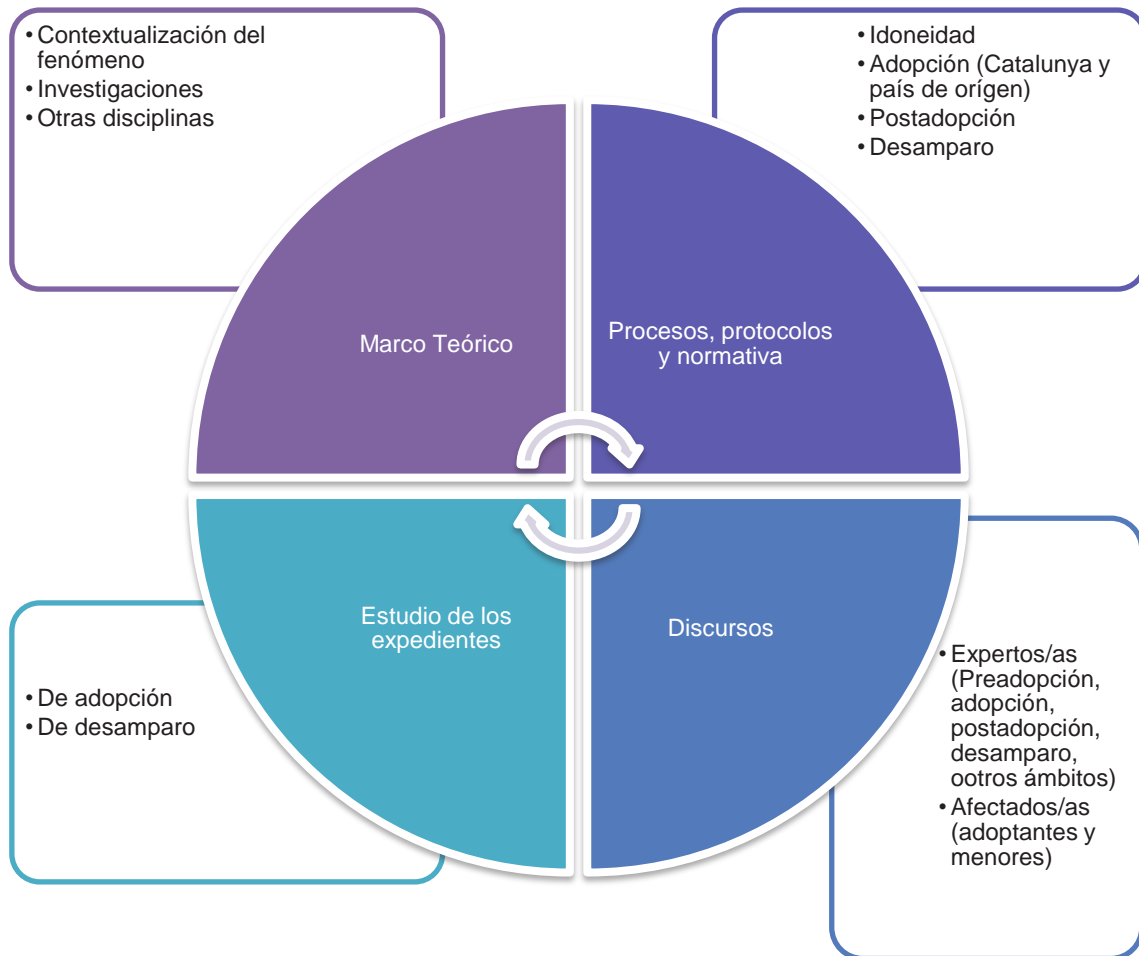 • Contextualización del
fenómeno
• Investigaciones
• Otras disciplinas
• Idoneidad
• Adopción (Catalunya y
país de orígen)
• Postadopción
• Desamparo
Marco Teórico
Procesos, protocolos
y normativa
Estudio de los
expedientes
Discursos
• De adopción
• De desamparo
• Expertos/as
(Preadopción,
adopción,
postadopción,
desamparo,
ootros ámbitos)
• Afectados/as
(adoptantes y
menores)